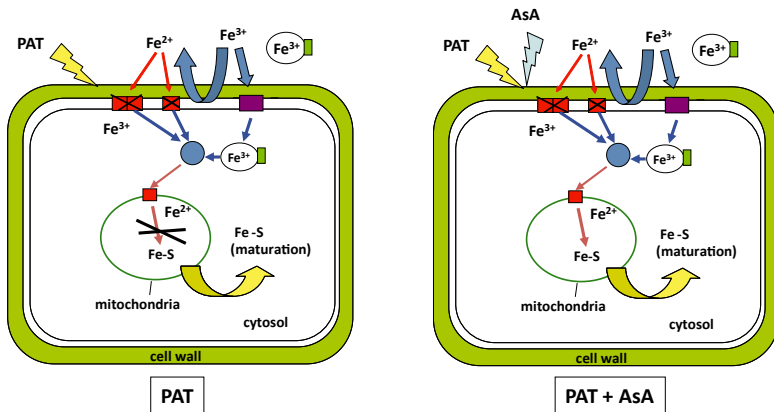 PAT
Fe²⁺
Fe³⁺
Fe³⁺
Fe³⁺
Fe³⁺
Fe²⁺
Fe-S
Fe -S
(maturation)
mitochondria
cytosol
cell wall
PAT
AsA
PAT
Fe²⁺
Fe³⁺
Fe³⁺
Fe³⁺
Fe³⁺
Fe²⁺
Fe-S
Fe -S
(maturation)
mitochondria
cytosol
cell wall
PAT + AsA